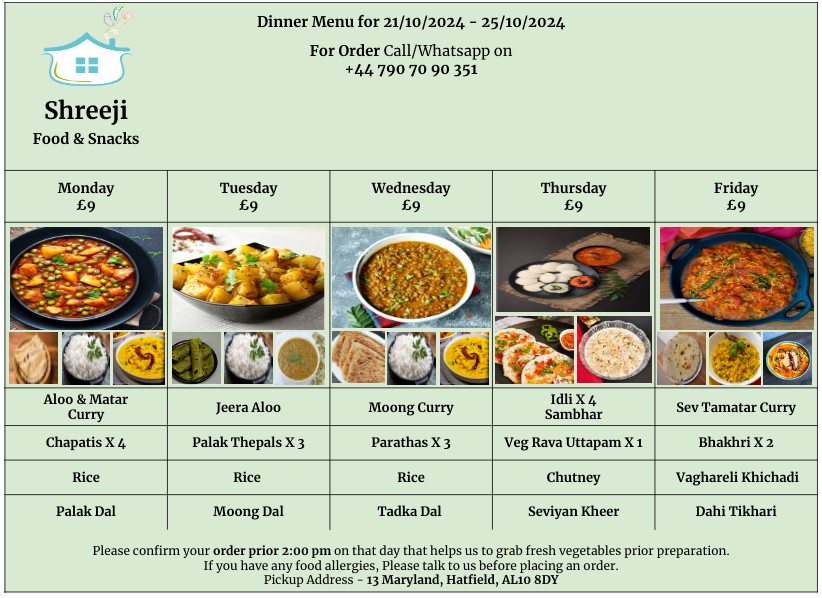 Dinner Menu for 21/10/2024 - 25/10/2024
For Order Call/Whatsapp on
+44 790 70 90 351
Shreeji
Food & Snacks
Monday
£9
Tuesday
£9
Wednesday
£9
Thursday
£9
Friday
£9
Aloo & Matar
Curry
Jeera Aloo
Moong Curry
Idli X 4
Sambhar
Sev Tamatar Curry
Chapatis X 4
Palak Thepals X 3
Parathas X 3
Veg Rava Uttapam X 1
Bhakhri X 2
Rice
Rice
Rice
Chutney
Vaghareli Khichadi
Palak Dal
Moong Dal
Tadka Dal
Seviyan Kheer
Dahi Tikhari
Please confirm your order prior 2:00 pm on that day that helps us to grab fresh vegetables prior preparation.
If you have any food allergies, Please talk to us before placing an order.
Pickup Address - 13 Maryland, Hatfield, AL10 8DY